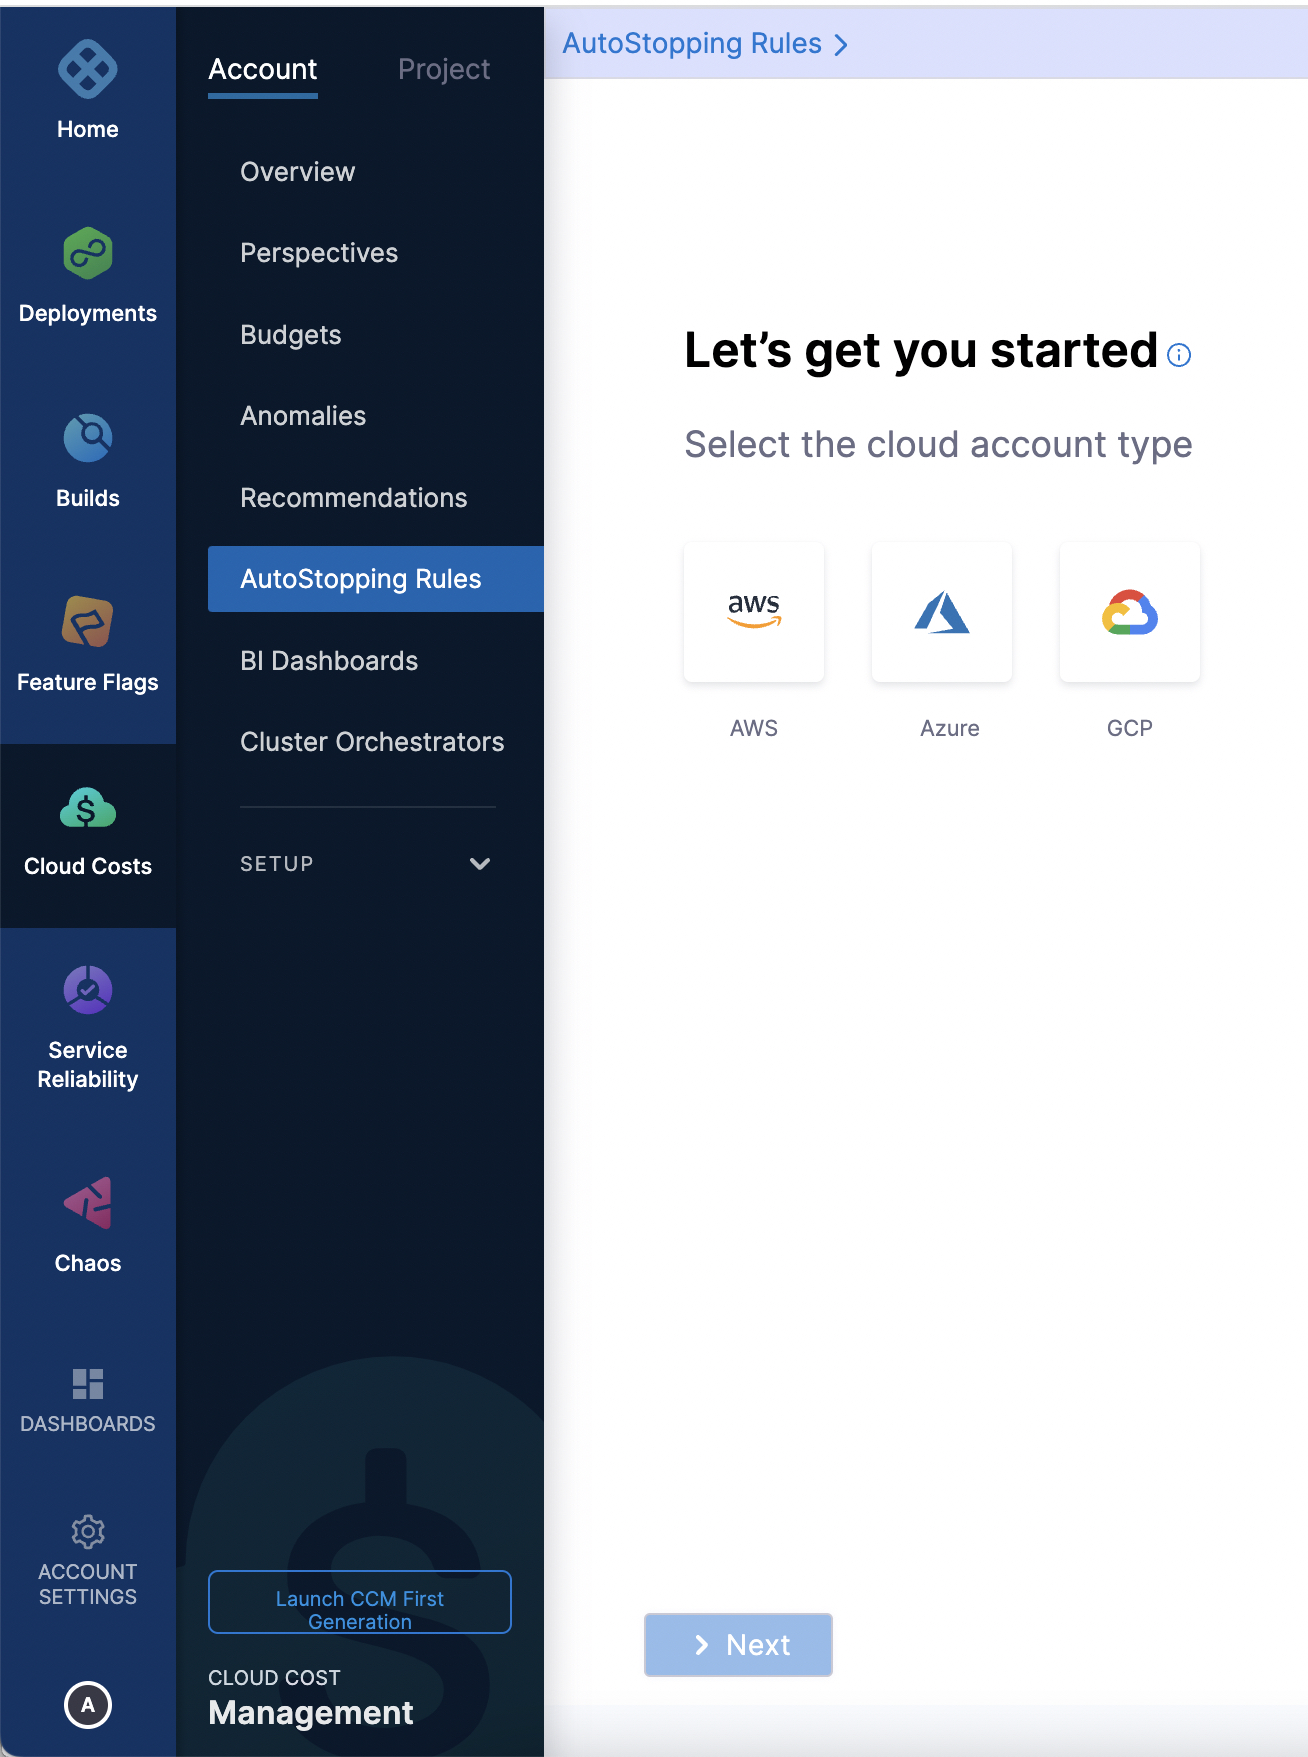 Home
Deployments
Builds
Feature Flags
Cloud Costs
Service
Reliability
Chaos
DASHBOARDS
ACCOUNT
SETTINGS
A
Account
Project
Overview
Perspectives
Budgets
Anomalies
Recommendations
AutoStopping Rules
BI Dashboards
Cluster Orchestrators
SETUP
Launch CCM First
Generation
CLOUD COST
Management
AutoStopping Rules
Let’s get you started
Select the cloud account type
aws
AWS
Azure
GCP
Next